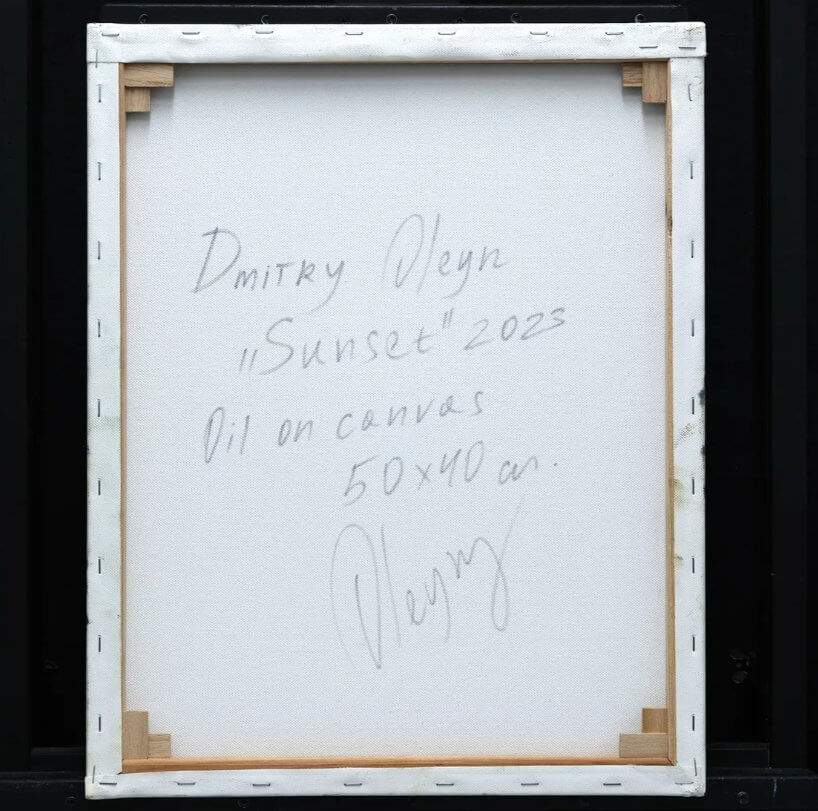 Dmitry Oleyn
„Sunset" 2023
Oil on canvas
50x40 cm.
Oleyn